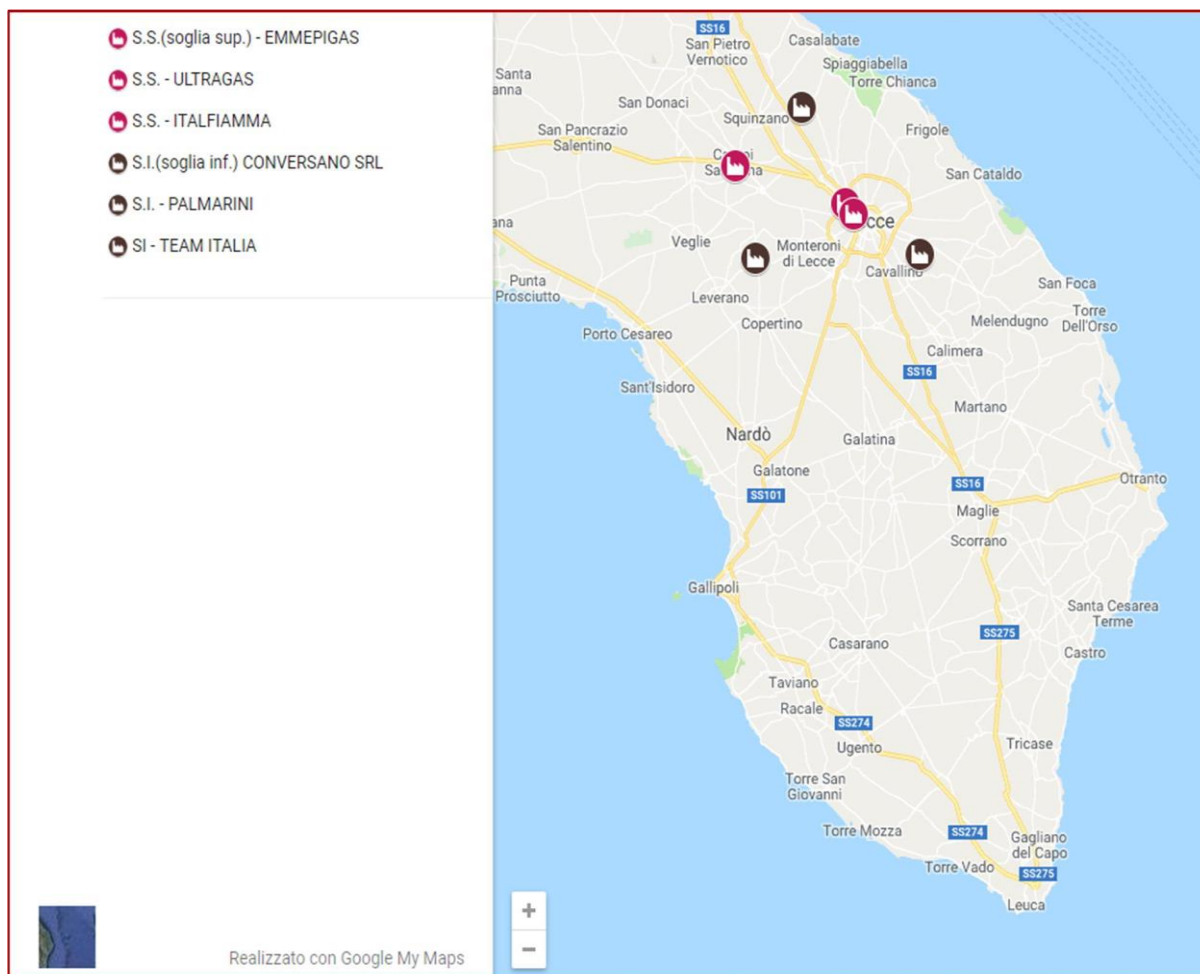 S.S.(soglia sup.) - EMMEPIGAS
S.S. - ULTRAGAS
S.S. - ITALFIAMMA
S.I.(soglia inf.) CONVERSANO SRL
S.I. - PALMARINI
SI - TEAM ITALIA
Realizzato con Google My Maps
SS16
San Pietro
Vernotico
Casalabate
Spiaggiabella
Torre Chianca
Santa
San Donaci
Squinzano
San Pancrazio
Salentino
Frigole
San Cataldo
Veglie
Monteroni
di Lecce
Cavallino
Punta
Prosciutto
Leverano
San Foca
Porto Cesareo
Copertino
Melendugno
Torre
Dell'Orso
Calimera
SS16
Sant'Isidoro
Martano
Nardò
Galatina
Galatone
SS101
SS16
Otranto
Maglie
Scorrano
Gallipoli
Santa Cesarea
Terme
SS275
Casarano
Castro
Taviano
Racale
SS274
Ugento
Tricase
Torre San
Giovanni
Torre Mozza
SS274
Gagliano
del Capo
Torre Vado
SS275
Leuca
+
−